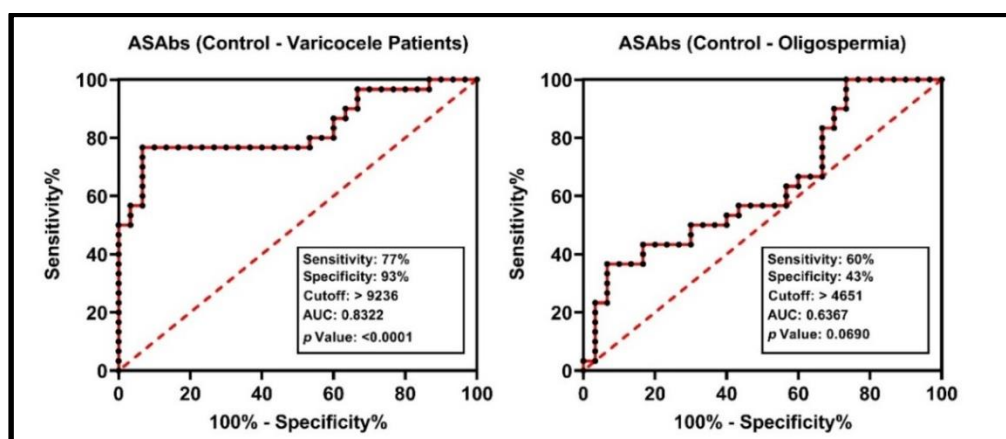 ASAbs (Control - Varicocele Patients)
100
80
60
40
20
0
Sensitivity%
Sensitivity: 77%
Specificity: 93%
Cutoff: > 9236
AUC: 0.8322
p Value: <0.0001
0 20 40 60 80 100
100% - Specificity%
ASAbs (Control - Oligospermia)
100
80
60
40
20
0
Sensitivity%
Sensitivity: 60%
Specificity: 43%
Cutoff: > 4651
AUC: 0.6367
p Value: 0.0690
0 20 40 60 80 100
100% - Specificity%